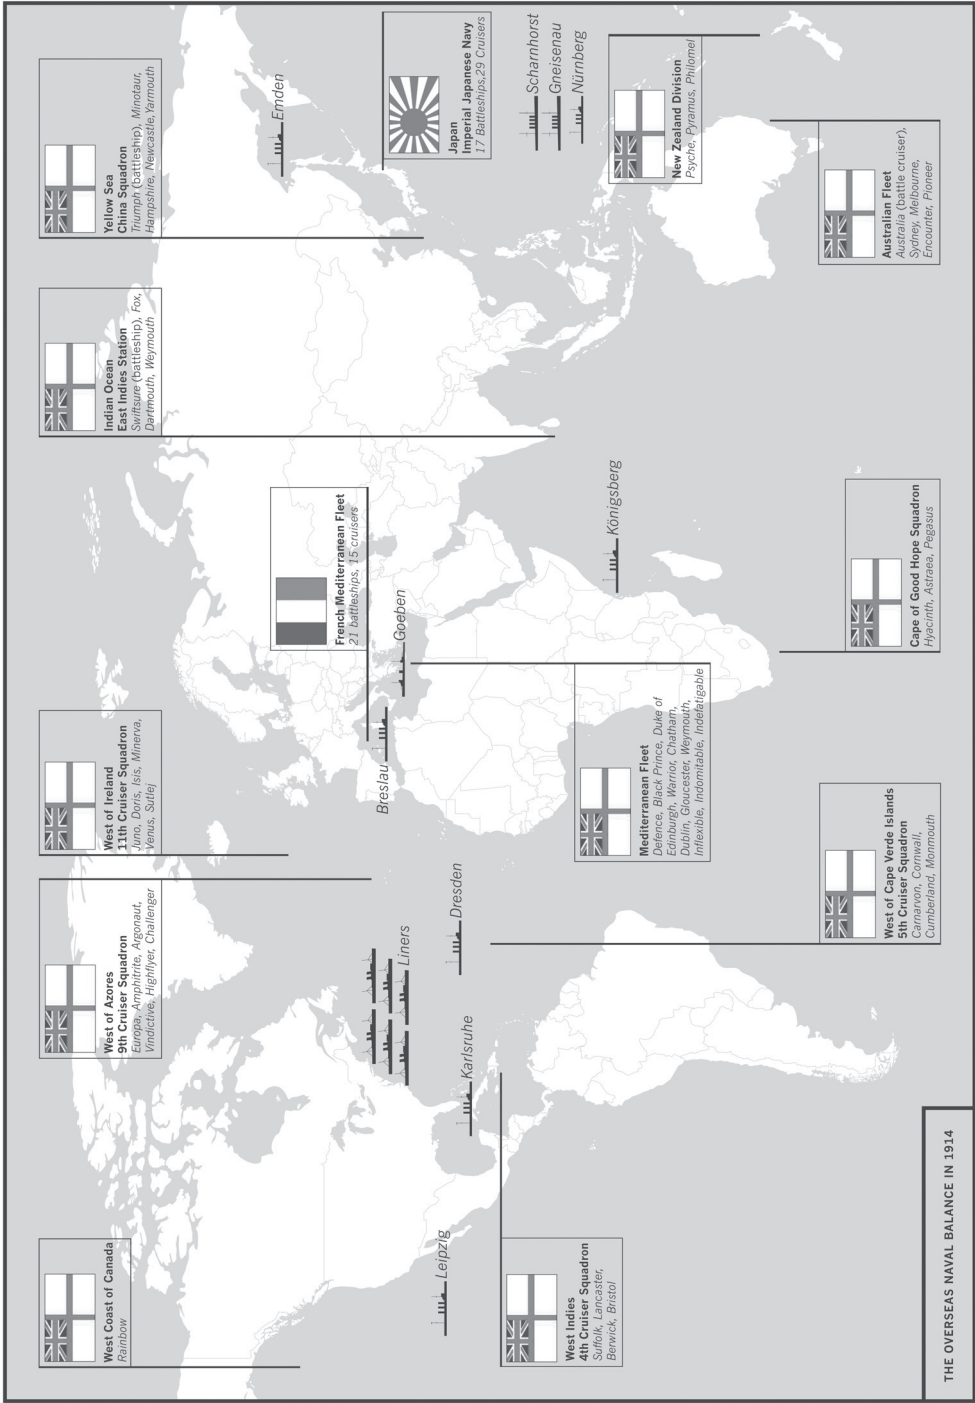 West Coast of Canada
Rainbow
West of Azores
9th Cruiser Squadron
Europa, Amphitrite, Argonaut,
Vindictive, Highflyer, Challenger
West of Ireland
11th Cruiser Squadron
Juno, Doris, Isis, Minerva,
Venus, Sutlej
Indian Ocean
East Indies Station
Swiftsure (battleship), Fox,
Dartmouth, Weymouth
Yellow Sea
China Squadron
Triumph (battleship), Minotaur,
Hampshire, Newcastle, Yarmouth
Emden
French Mediterranean Fleet
21 battleships, 15 cruisers
Japan
Imperial Japanese Navy
17 Battleships, 29 Cruisers
Breslau
Goeben
Liners
Leipzig
Karlsruhe
Dresden
Scharnhorst
Gneisenau
Nürnberg
Königsberg
West Indies
4th Cruiser Squadron
Suffolk, Lancaster,
Berwick, Bristol
Mediterranean Fleet
Defence, Black Prince, Duke of
Edinburgh, Warrior, Chatham,
Dublin, Gloucester, Weymouth,
Inflexible, Indomitable, Indefatigable
New Zealand Division
Psyche, Pyramus, Philomel
West of Cape Verde Islands
5th Cruiser Squadron
Carnarvon, Cornwall,
Cumberland, Monmouth
Cape of Good Hope Squadron
Hyacinth, Astraea, Pegasus
Australian Fleet
Australia (battle cruiser),
Sydney, Melbourne,
Encounter, Pioneer
THE OVERSEAS NAVAL BALANCE IN 1914